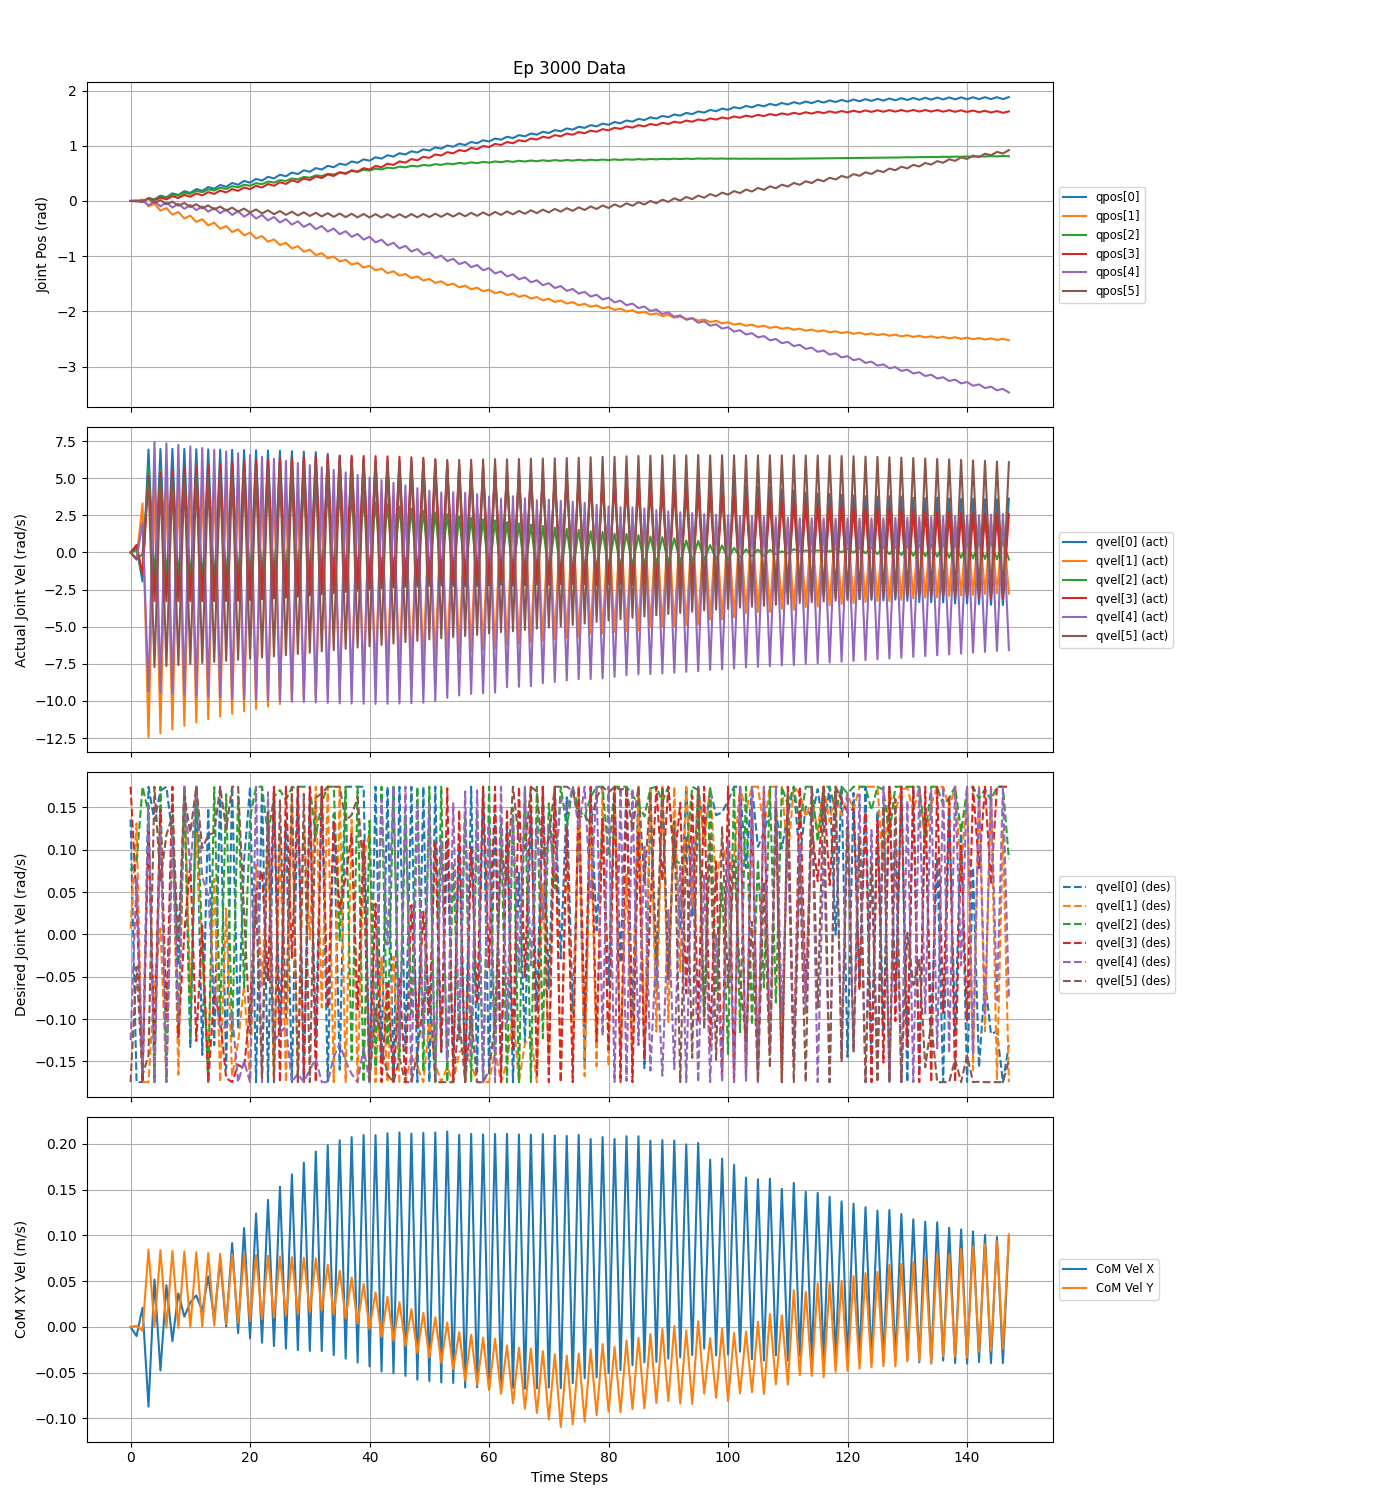 Ep 3000 Data
Joint Pos (rad)
2
1
0
−1
−2
−3
qpos[0]
qpos[1]
qpos[2]
qpos[3]
qpos[4]
qpos[5]
Actual Joint Vel (rad/s)
7.5
5.0
2.5
0.0
−2.5
−5.0
−7.5
−10.0
−12.5
qvel[0] (act)
qvel[1] (act)
qvel[2] (act)
qvel[3] (act)
qvel[4] (act)
qvel[5] (act)
Desired Joint Vel (rad/s)
0.15
0.10
0.05
0.00
−0.05
−0.10
−0.15
qvel[0] (des)
qvel[1] (des)
qvel[2] (des)
qvel[3] (des)
qvel[4] (des)
qvel[5] (des)
CoM XY Vel (m/s)
0.20
0.15
0.10
0.05
0.00
−0.05
−0.10
CoM Vel X
CoM Vel Y
0 20 40 60 80 100 120 140
Time Steps